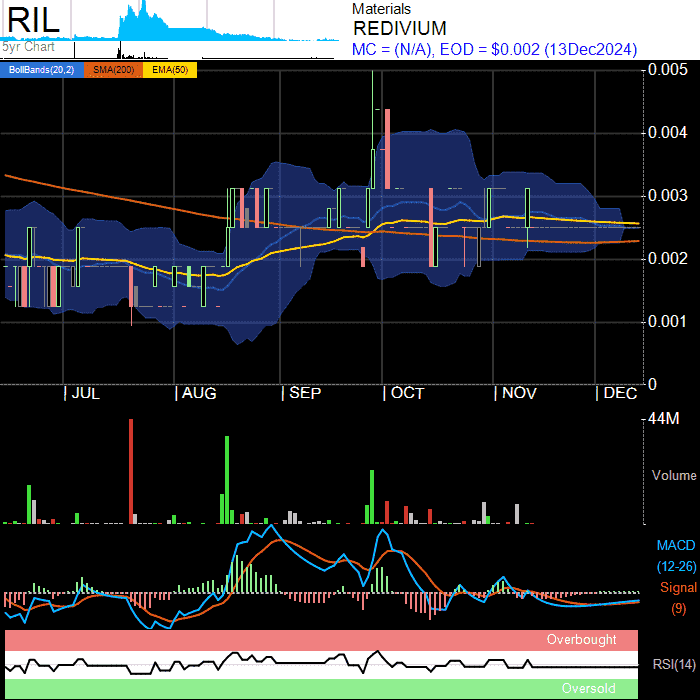 RIL
5yr Chart
Materials
REDIVIUM
MC = (N/A), EOD = $0.002 (13Dec2024)
BollBands(20,2) SMA(200) EMA(50)
0.005
0.004
0.003
0.002
0.001
0
JUL AUG SEP OCT NOV DEC
44M
Volume
MACD
(12-26)
Signal
(9)
Overbought
RSI(14)
Oversold